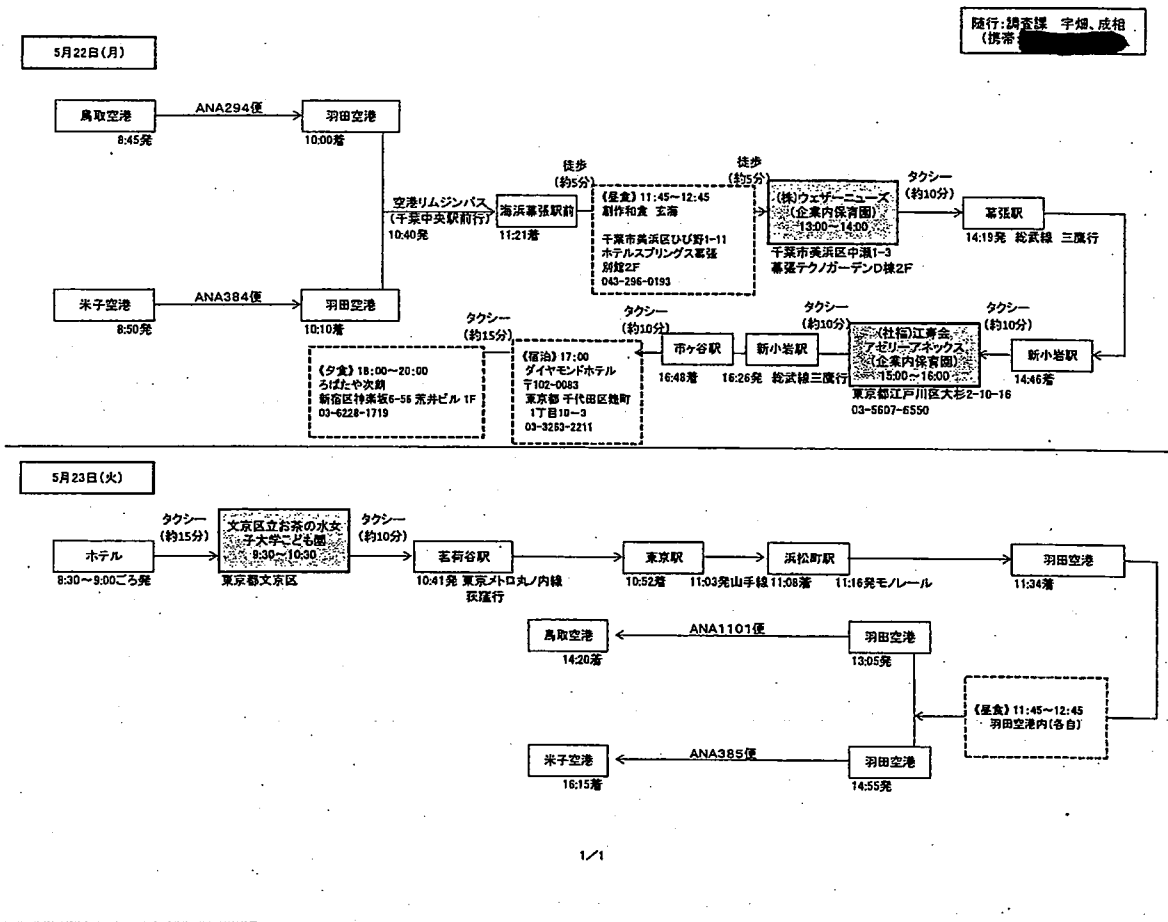 随行:調査課 宇畑、成相
(携帯:
5月22日(月)
鳥取空港
ANA294便
羽田空港
8:45発
10:00着
空港リムジンバス
(千葉中央駅前行)
10:40発
海浜幕張駅前
11:21着
徒歩
(約5分)
《昼食》11:45~12:45
創作和食 玄海
千葉市美浜区ひび野1-11
ホテルスプリングス幕張
別館2F
043-296-0193
徒歩
(約5分)
(株)ウェザーニューズ
(企業内保育園)
13:00~14:00
千葉市美浜区中瀬1-3
幕張テクノガーデンD棟2F
タクシー
(約10分)
幕張駅
14:19発 総武線 三鷹行
米子空港
ANA384便
羽田空港
8:50発
10:10着
新小岩駅
14:46着
タクシー
(約10分)
(社福)江寿会
アゼリーアネックス
(企業内保育園)
15:00~16:00
東京都江戸川区大杉2-10-16
03-5607-6550
タクシー
(約10分)
新小岩駅
16:26発 総武線三鷹行
市ヶ谷駅
16:48着
タクシー
(約10分)
《宿泊》17:00
ダイヤモンドホテル
〒102-0083
東京都千代田区麹町
1丁目10-3
03-3263-2211
タクシー
(約15分)
《夕食》18:00~20:00
ろばたや次朗
新宿区神楽坂6-56 荒井ビル 1F
03-6228-1719
5月23日(火)
ホテル
8:30~9:00ごろ発
タクシー
(約15分)
文京区立お茶の水女
子大学こども園
9:30~10:30
東京都文京区
タクシー
(約10分)
茗荷谷駅
10:41発 東京メトロ丸ノ内線
荻窪行
東京駅
10:52着
11:03発山手線
浜松町駅
11:08着
11:16発モノレール
羽田空港
11:34着
鳥取空港
ANA1101便
羽田空港
14:20着
13:05発
《昼食》11:45~12:45
羽田空港内(各自)
米子空港
ANA385便
羽田空港
16:15着
14:55発
1/1